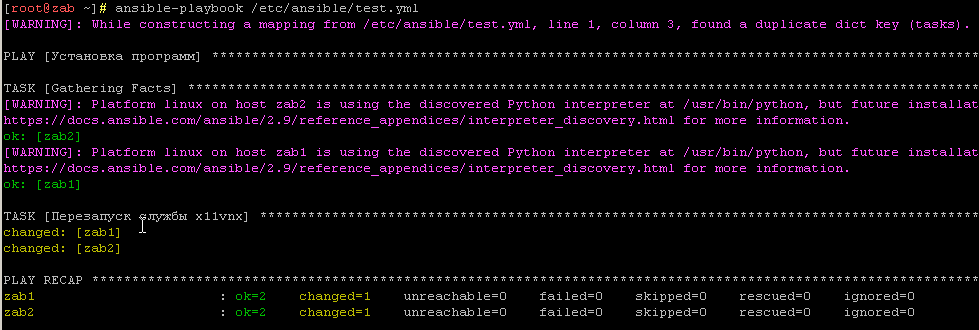 [root@zab ~]# ansible-playbook /etc/ansible/test.yml
[WARNING]: While constructing a mapping from /etc/ansible/test.yml, line 1, column 3, found a duplicate dict key (tasks).
PLAY [Установка программ] ****************************************************************************************************
TASK [Gathering Facts] *******************************************************************************************************
[WARNING]: Platform linux on host zab2 is using the discovered Python interpreter at /usr/bin/python, but future installat
https://docs.ansible.com/ansible/2.9/reference_appendices/interpreter_discovery.html for more information.
ok: [zab2]
[WARNING]: Platform linux on host zab1 is using the discovered Python interpreter at /usr/bin/python, but future installat
https://docs.ansible.com/ansible/2.9/reference_appendices/interpreter_discovery.html for more information.
ok: [zab1]
TASK [Перезапуск службы x11vnx] ******************************************************************************************
changed: [zab1]
changed: [zab2]
PLAY RECAP ***************************************************************************************************************
zab1 : ok=2 changed=1 unreachable=0 failed=0 skipped=0 rescued=0 ignored=0
zab2 : ok=2 changed=1 unreachable=0 failed=0 skipped=0 rescued=0 ignored=0